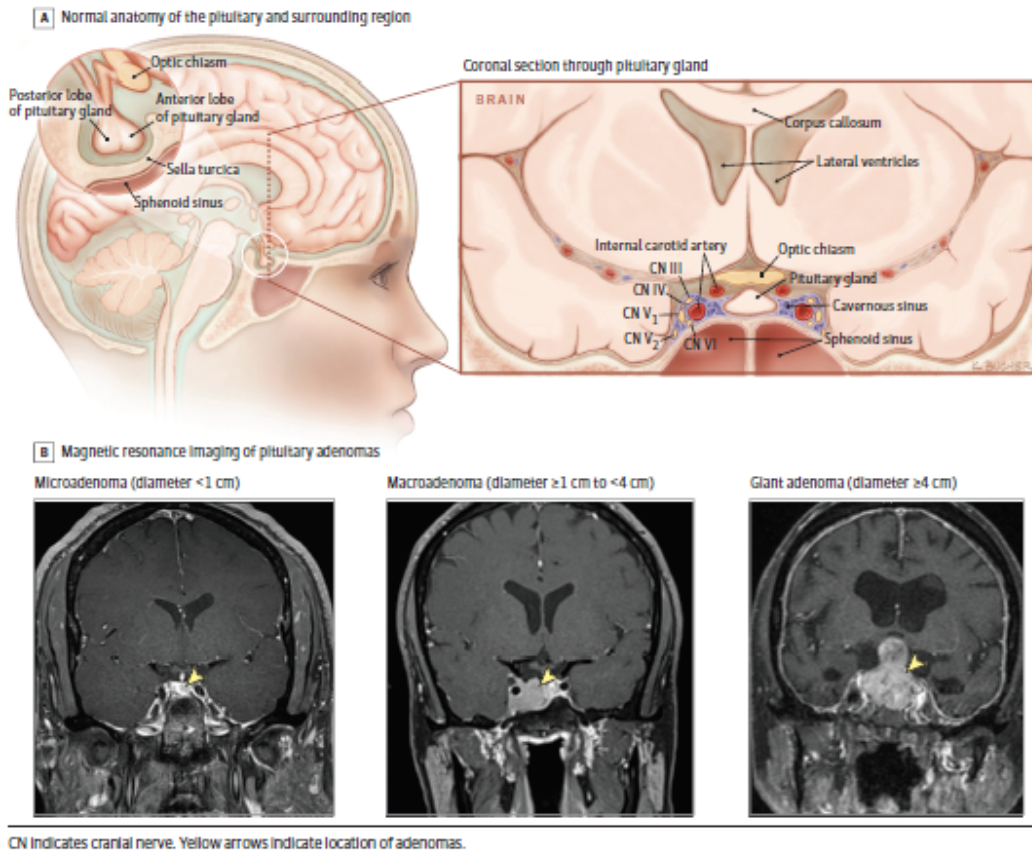 A Normal anatomy of the pituitary and surrounding region
Optic chiasm
Posterior lobe
of pituitary gland
Anterior lobe
of pituitary gland
Sella turcica
Sphenoid sinus
Coronal section through pituitary gland
BRAIN
Corpus callosum
Lateral ventricles
Internal carotid artery
Optic chiasm
CN III
Pituitary gland
CN IV
Cavernous sinus
CN V1
CN V2
CN VI
Sphenoid sinus
K. BUCHER
B Magnetic resonance imaging of pituitary adenomas
Microadenoma (diameter <1 cm)
Macroadenoma (diameter ≥1 cm to <4 cm)
Giant adenoma (diameter ≥4 cm)
CN indicates cranial nerve. Yellow arrows indicate location of adenomas.